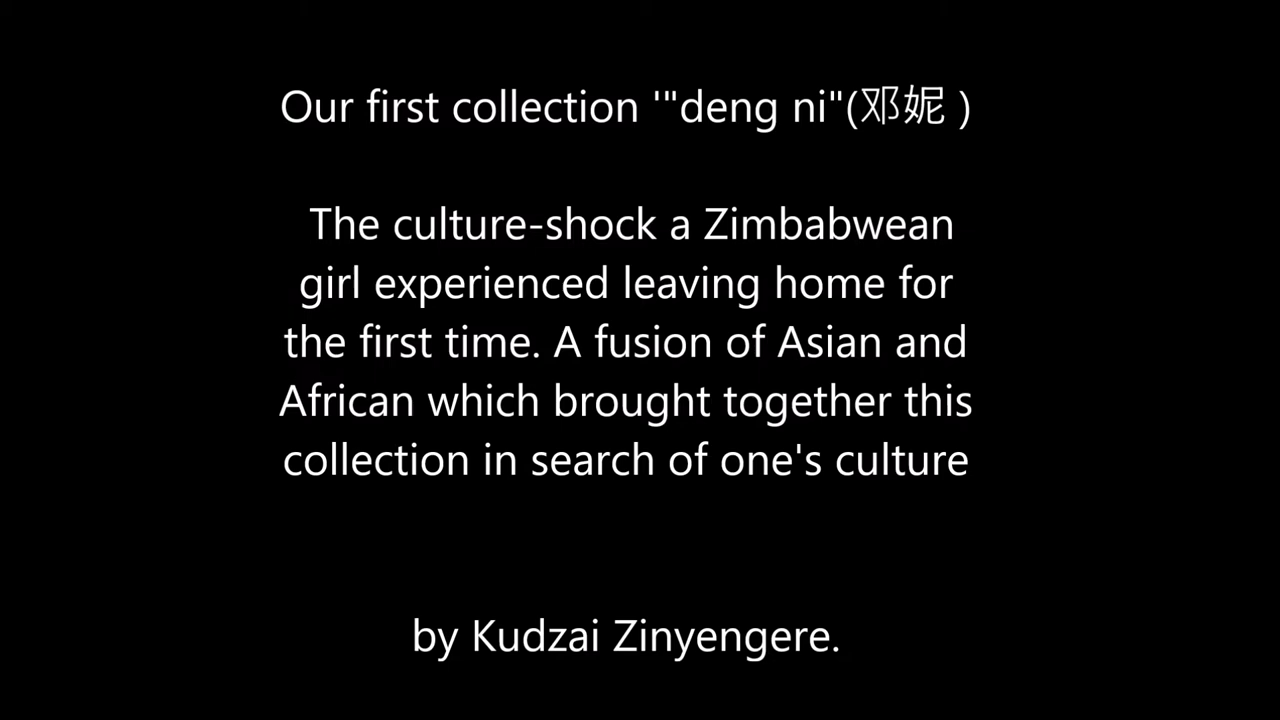 Our first collection '"deng ni"(邓妮 )
The culture-shock a Zimbabwean
girl experienced leaving home for
the first time. A fusion of Asian and
African which brought together this
collection in search of one's culture
by Kudzai Zinyengere.